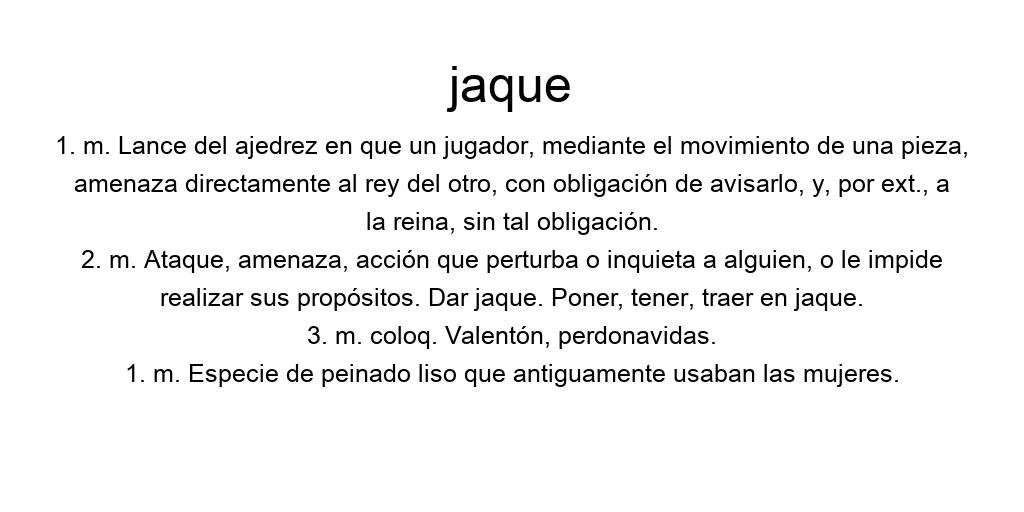 jaque
1. m. Lance del ajedrez en que un jugador, mediante el movimiento de una pieza,
amenaza directamente al rey del otro, con obligación de avisarlo, y, por ext., a
la reina, sin tal obligación.
2. m. Ataque, amenaza, acción que perturba o inquieta a alguien, o le impide
realizar sus propósitos. Dar jaque. Poner, tener, traer en jaque.
3. m. coloq. Valentón, perdonavidas.
1. m. Especie de peinado liso que antiguamente usaban las mujeres.